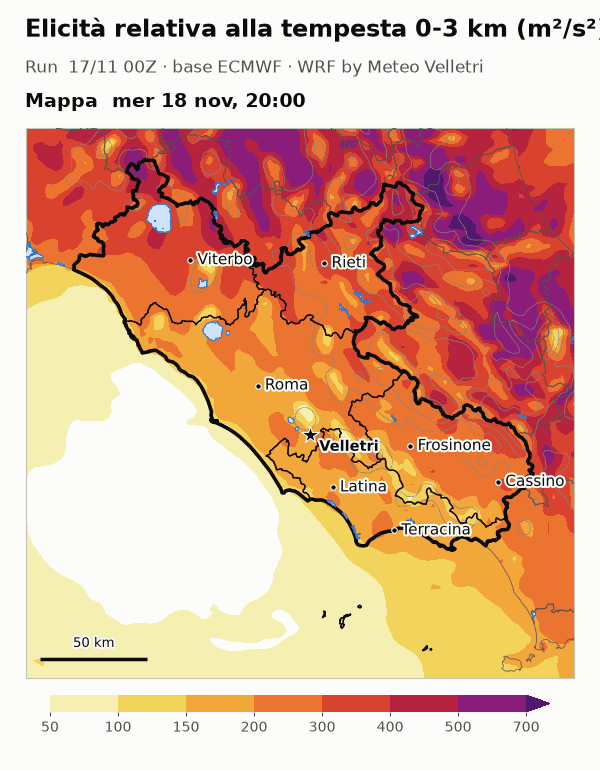 Elicità relativa alla tempesta 0-3 km (m²/s²)
Run  17/11 00Z · base ECMWF · WRF by Meteo Velletri
Mappa  mer 18 nov, 20:00
Viterbo
Rieti
Roma
Velletri
Frosinone
Cassino
Latina
Terracina
50 km
50 100 150 200 300 400 500 700